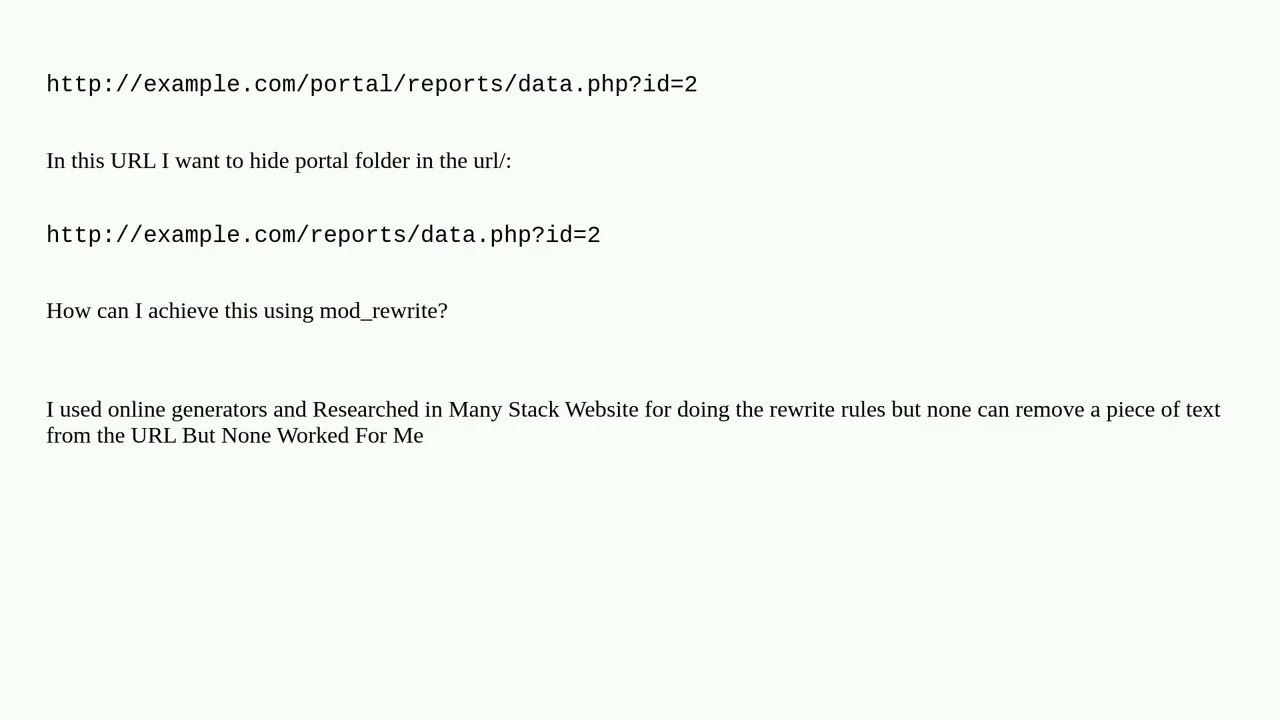 http://example.com/portal/reports/data.php?id=2
In this URL I want to hide portal folder in the url/:
http://example.com/reports/data.php?id=2
How can I achieve this using mod_rewrite?
I used online generators and Researched in Many Stack Website for doing the rewrite rules but none can remove a piece of text
from the URL But None Worked For Me